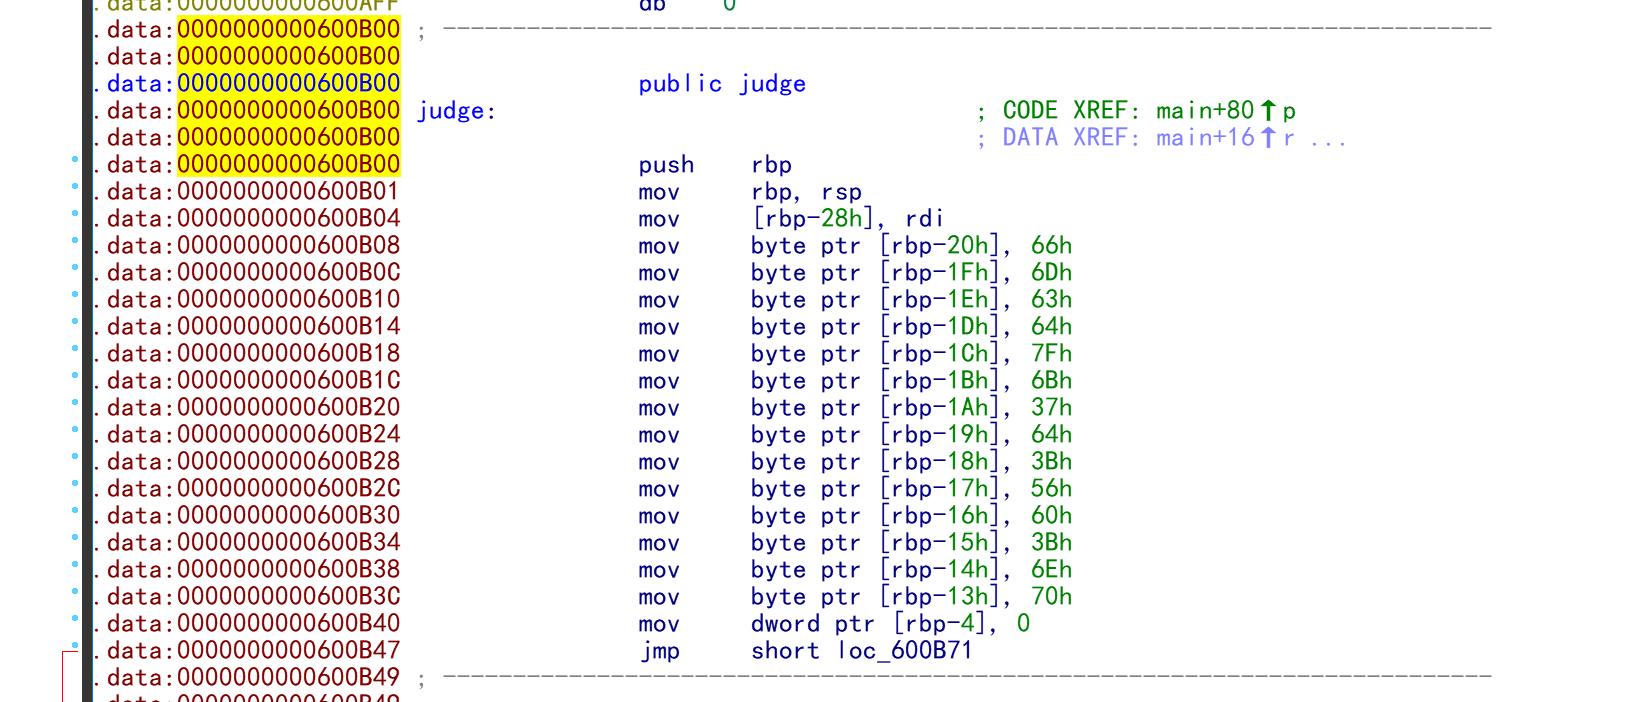 .data:0000000000600AFF db 0
.data:0000000000600B00 ; ---------------------------------------------------------------------------
.data:0000000000600B00
.data:0000000000600B00 public judge
.data:0000000000600B00 judge: ; CODE XREF: main+80↑p
.data:0000000000600B00 ; DATA XREF: main+16↑r ...
.data:0000000000600B00 push rbp
.data:0000000000600B01 mov rbp, rsp
.data:0000000000600B04 mov [rbp-28h], rdi
.data:0000000000600B08 mov byte ptr [rbp-20h], 66h
.data:0000000000600B0C mov byte ptr [rbp-1Fh], 6Dh
.data:0000000000600B10 mov byte ptr [rbp-1Eh], 63h
.data:0000000000600B14 mov byte ptr [rbp-1Dh], 64h
.data:0000000000600B18 mov byte ptr [rbp-1Ch], 7Fh
.data:0000000000600B1C mov byte ptr [rbp-1Bh], 6Bh
.data:0000000000600B20 mov byte ptr [rbp-1Ah], 37h
.data:0000000000600B24 mov byte ptr [rbp-19h], 64h
.data:0000000000600B28 mov byte ptr [rbp-18h], 3Bh
.data:0000000000600B2C mov byte ptr [rbp-17h], 56h
.data:0000000000600B30 mov byte ptr [rbp-16h], 60h
.data:0000000000600B34 mov byte ptr [rbp-15h], 3Bh
.data:0000000000600B38 mov byte ptr [rbp-14h], 6Eh
.data:0000000000600B3C mov byte ptr [rbp-13h], 70h
.data:0000000000600B40 mov dword ptr [rbp-4], 0
.data:0000000000600B47 jmp short loc_600B71
.data:0000000000600B49 ; ---------------------------------------------------------------------------
.data:0000000000600B49